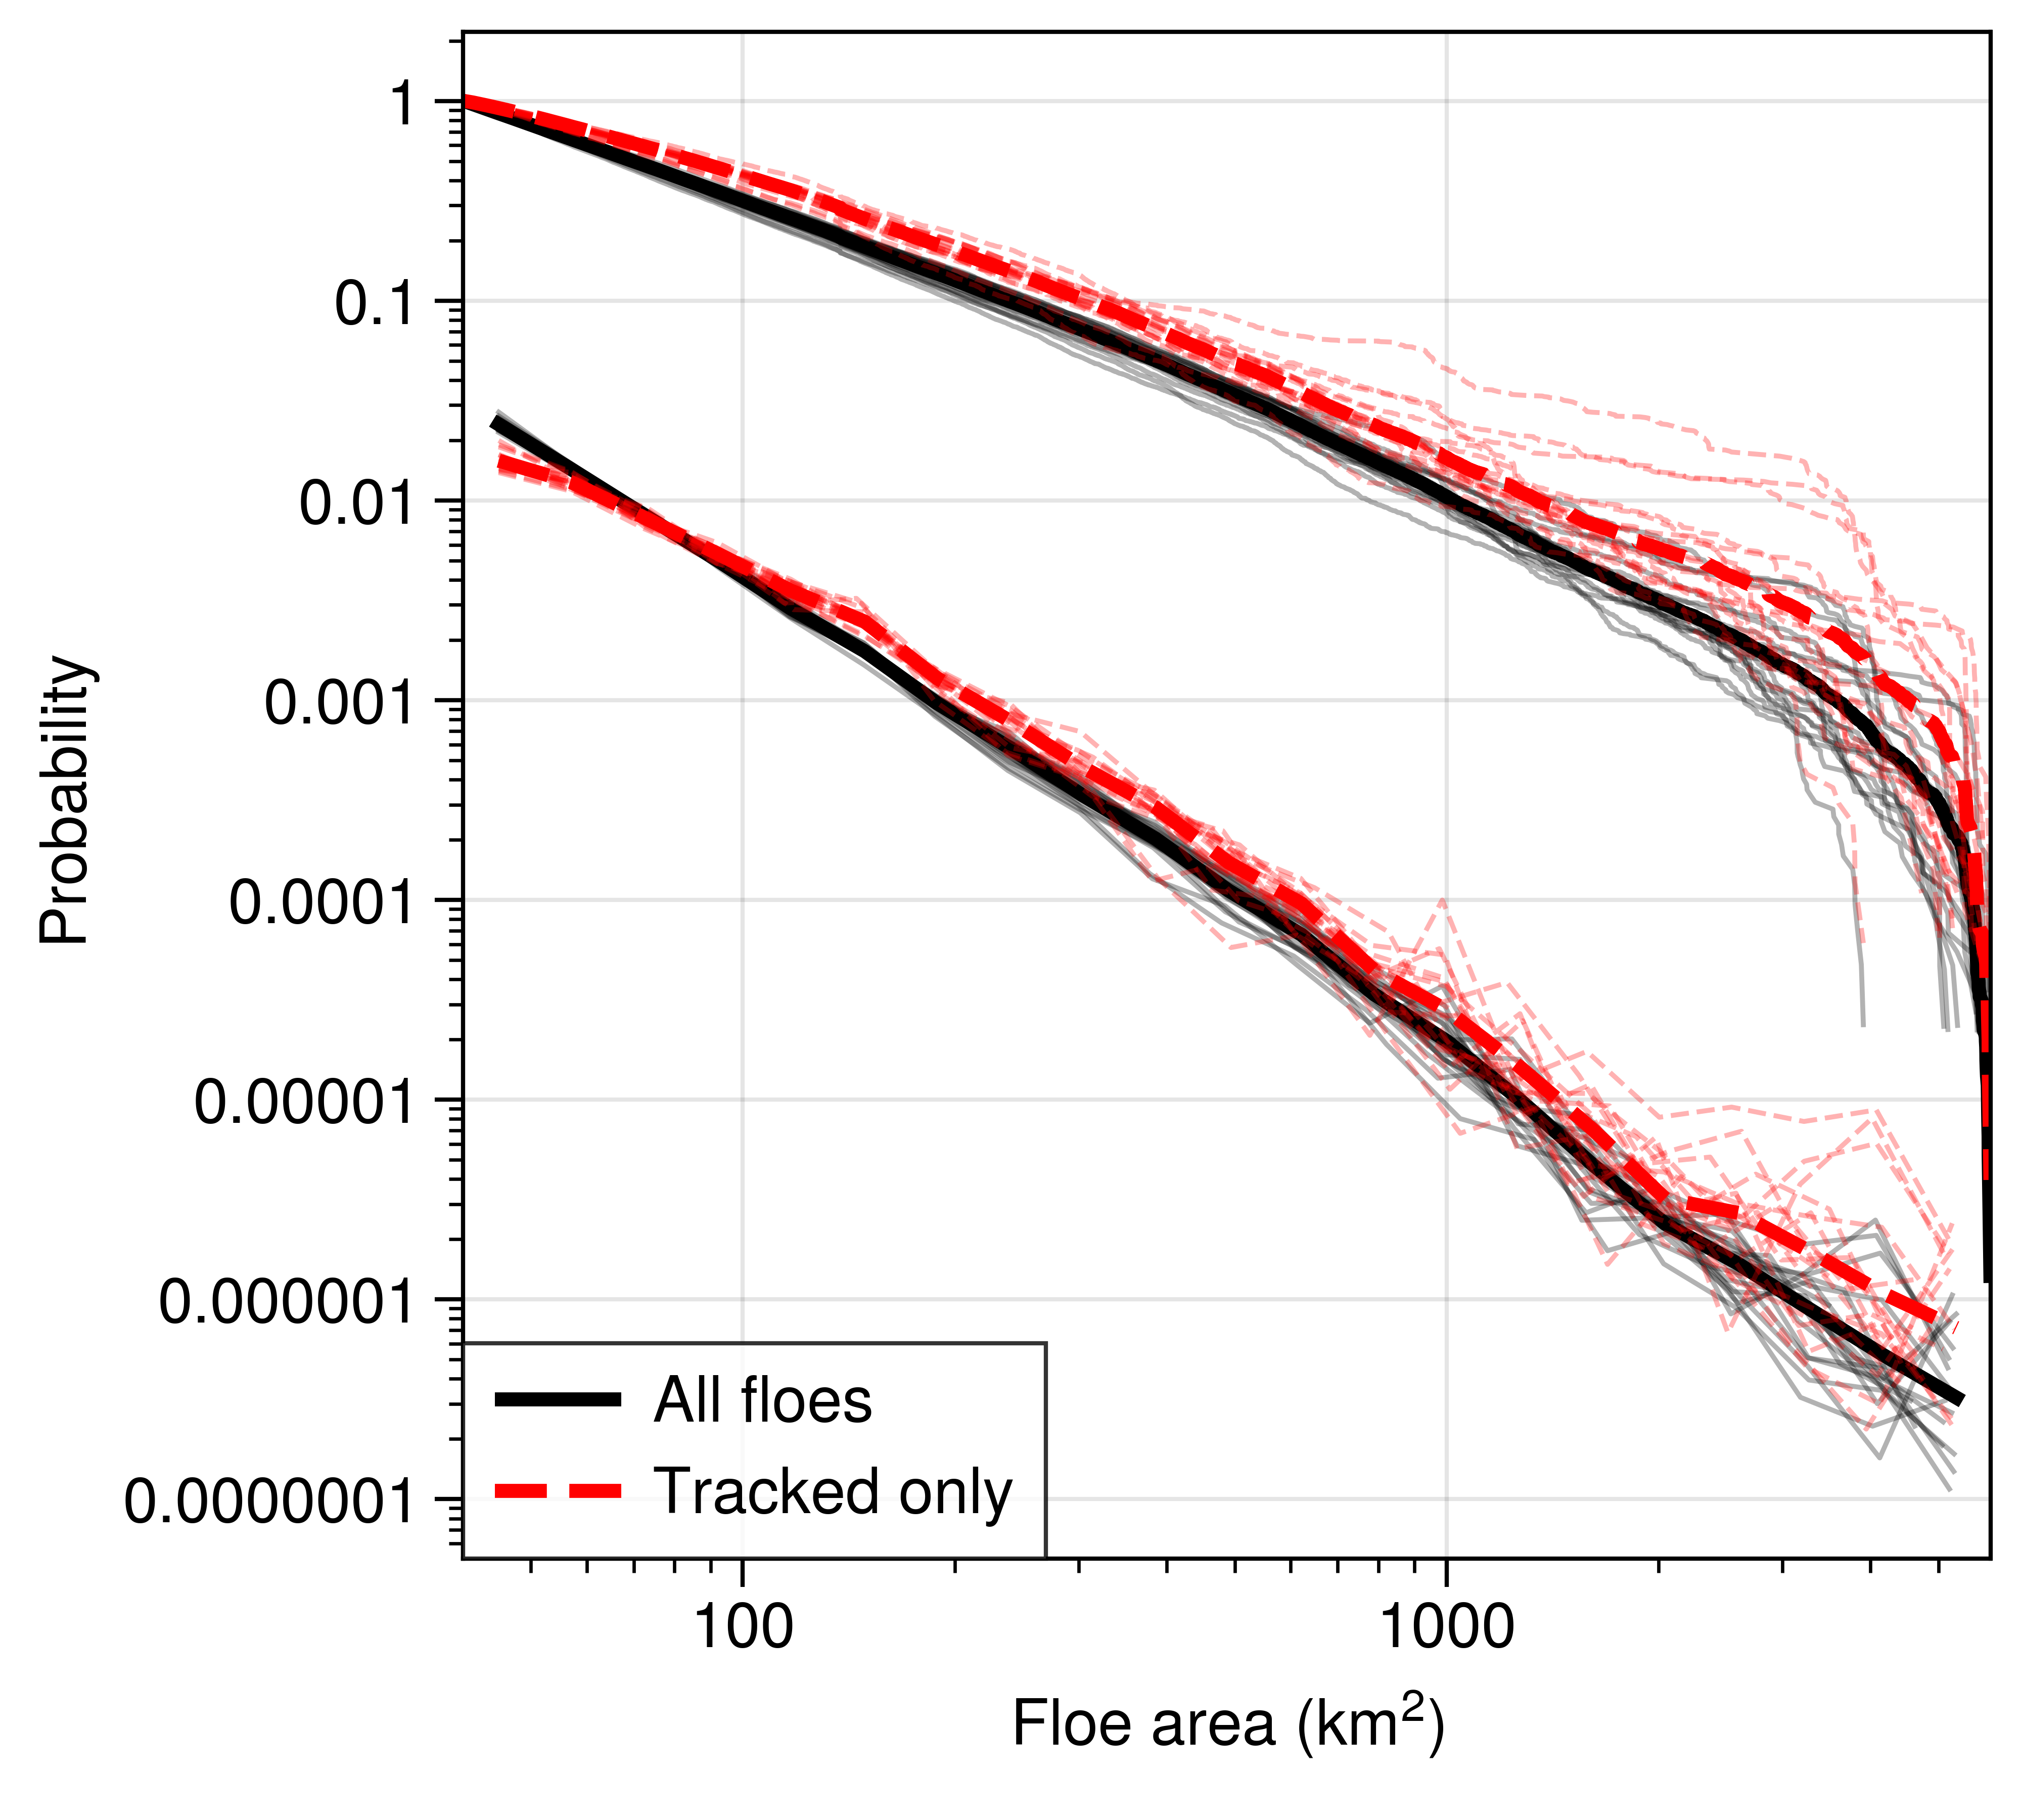 1
0.1
0.01
0.001
0.0001
0.00001
0.000001
0.0000001
Probability
All floes
Tracked only
100 1000
Floe area (km²)